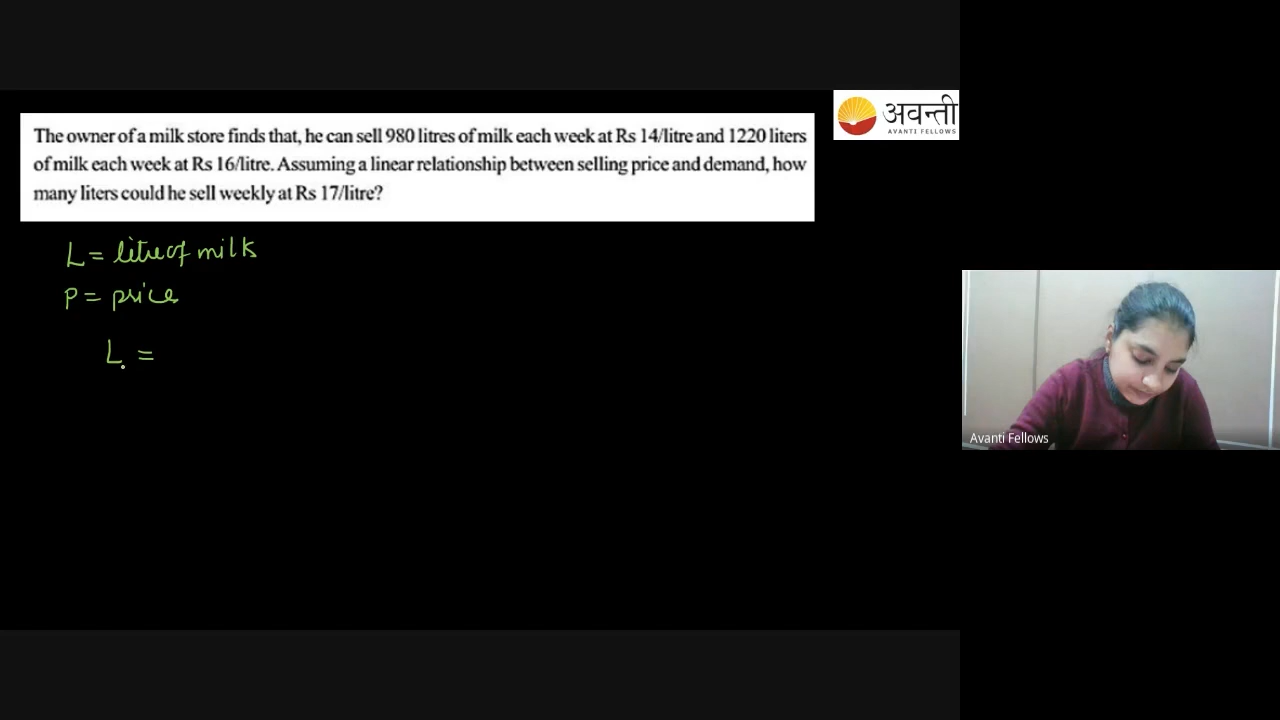 अवन्ती
AVANTI FELLOWS
The owner of a milk store finds that, he can sell 980 litres of milk each week at Rs 14/litre and 1220 liters
of milk each week at Rs 16/litre. Assuming a linear relationship between selling price and demand, how
many liters could he sell weekly at Rs 17/litre?
L = litre of milk
P = price
L =
Avanti Fellows